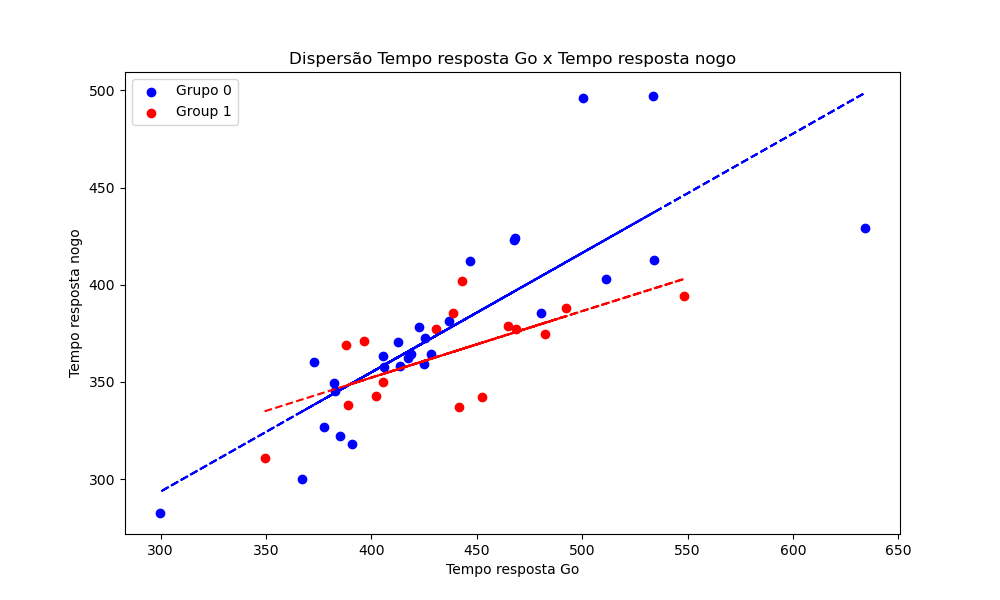 Dispersão Tempo resposta Go x Tempo resposta nogo
Grupo 0
Group 1
500
450
400
350
300
Tempo resposta nogo
300 350 400 450 500 550 600 650
Tempo resposta Go